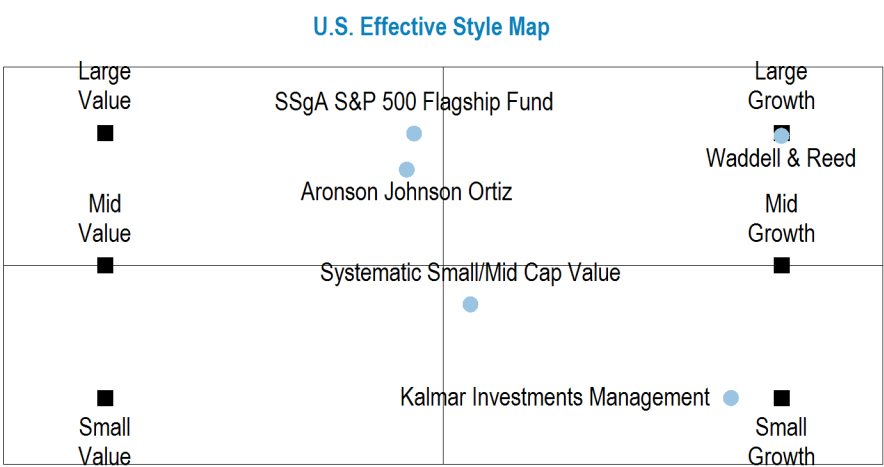 U.S. Effective Style Map
Large
Value
Large
Growth
SSgA S&P 500 Flagship Fund
Waddell & Reed
Aronson Johnson Ortiz
Mid
Value
Mid
Growth
Systematic Small/Mid Cap Value
Kalmar Investments Management
Small
Value
Small
Growth